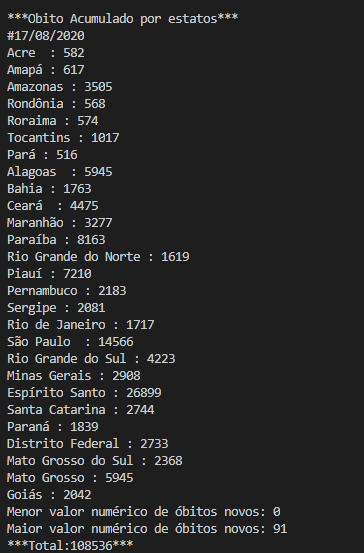 ***Obito Acumulado por estatos***
#17/08/2020
Acre  : 582
Amapá : 617
Amazonas : 3505
Rondônia : 568
Roraima : 574
Tocantins : 1017
Pará : 516
Alagoas  : 5945
Bahia : 1763
Ceará  : 4475
Maranhão : 3277
Paraíba : 8163
Rio Grande do Norte : 1619
Piauí : 7210
Pernambuco : 2183
Sergipe : 2081
Rio de Janeiro : 1717
São Paulo  : 14566
Rio Grande do Sul : 4223
Minas Gerais : 2908
Espírito Santo : 26899
Santa Catarina : 2744
Paraná : 1839
Distrito Federal : 2733
Mato Grosso do Sul : 2368
Mato Grosso : 5945
Goiás : 2042
Menor valor numérico de óbitos novos: 0
Maior valor numérico de óbitos novos: 91
***Total:108536***